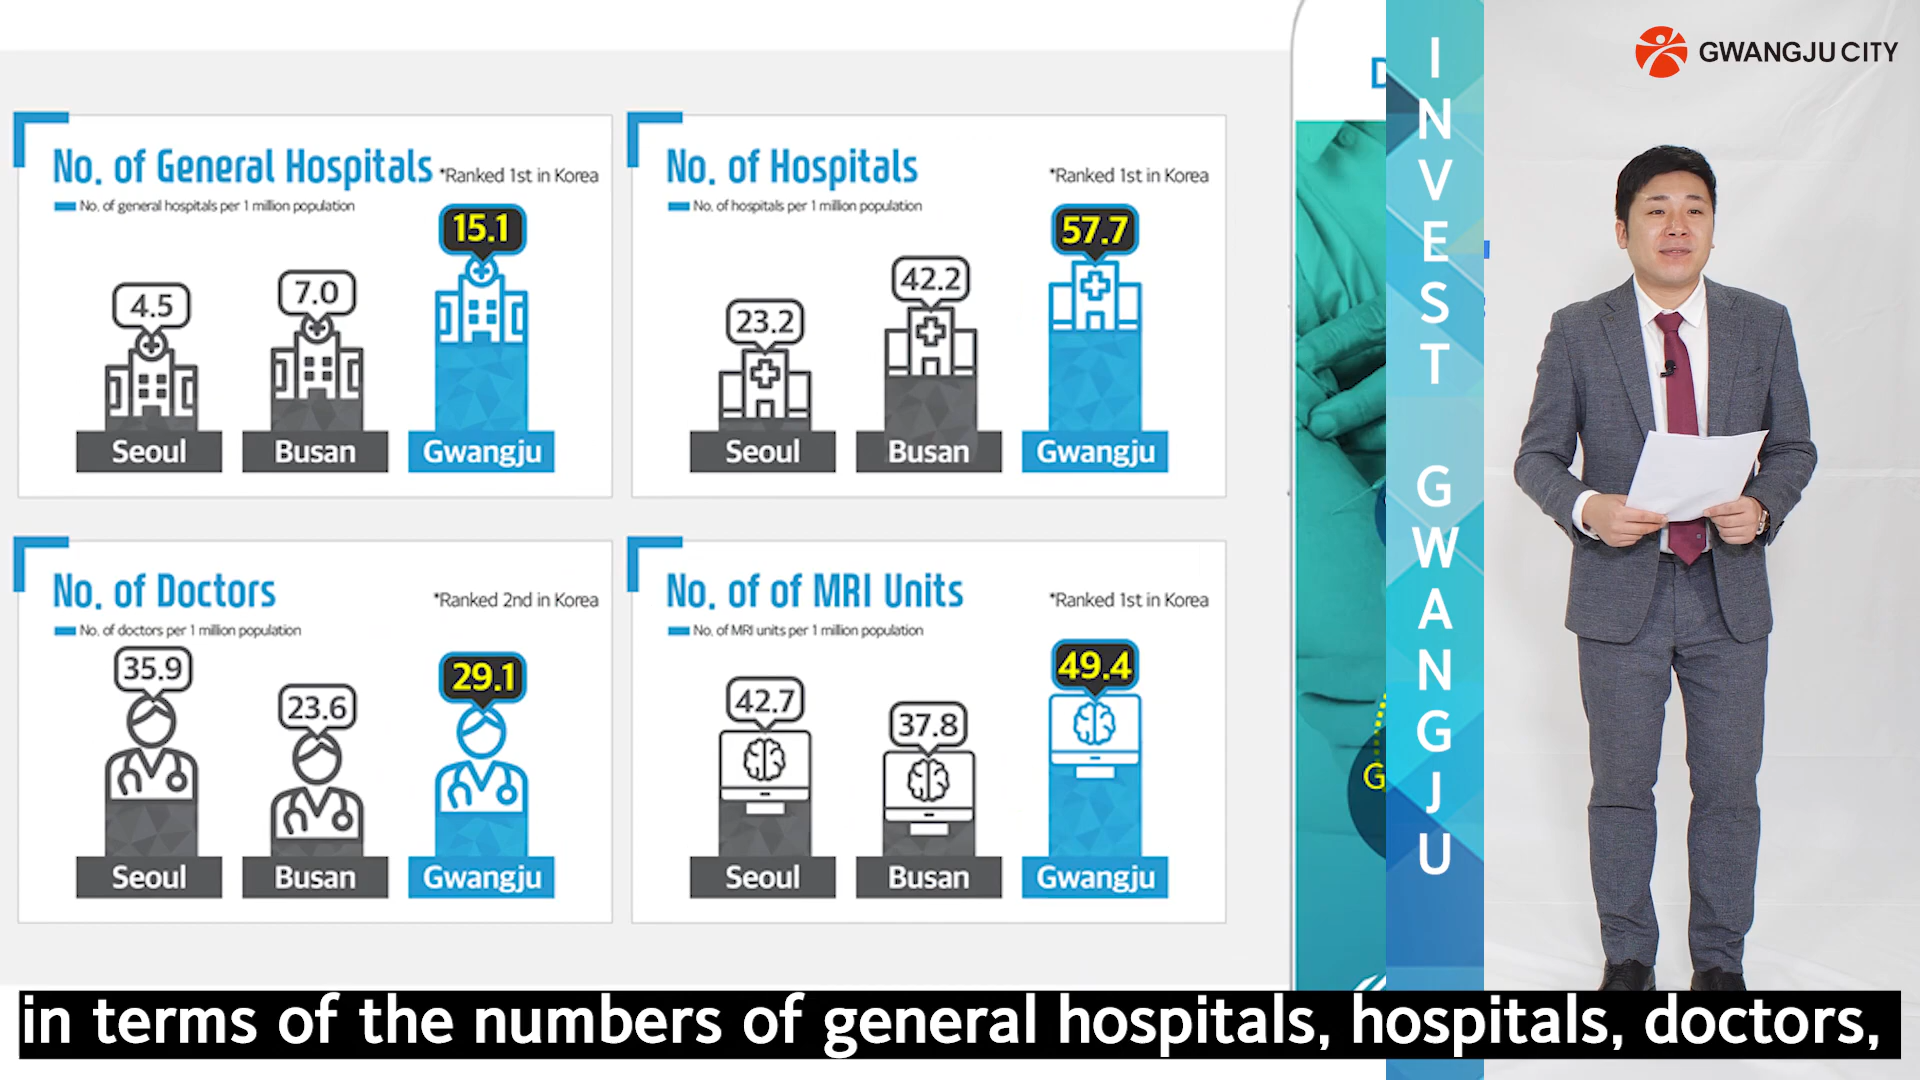 No. of General Hospitals *Ranked 1st in Korea
No. of general hospitals per 1 million population
4.5
7.0
15.1
Seoul
Busan
Gwangju
No. of Hospitals *Ranked 1st in Korea
No. of hospitals per 1 million population
23.2
42.2
57.7
Seoul
Busan
Gwangju
No. of Doctors *Ranked 2nd in Korea
No. of doctors per 1 million population
35.9
23.6
29.1
Seoul
Busan
Gwangju
No. of of MRI Units *Ranked 1st in Korea
No. of MRI units per 1 million population
42.7
37.8
49.4
Seoul
Busan
Gwangju
D
G
INVEST GWANGJU
GWANGJU CITY
in terms of the numbers of general hospitals, hospitals, doctors,